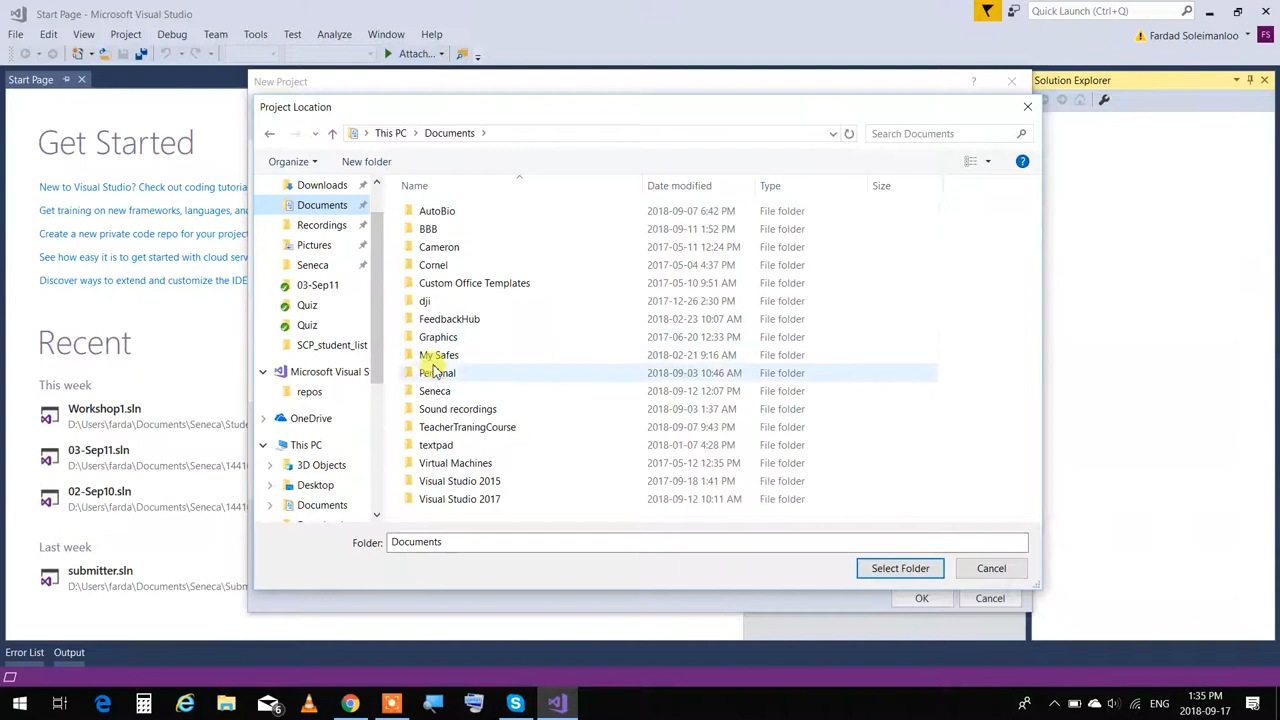 Start Page - Microsoft Visual Studio
Quick Launch (Ctrl+Q)
File Edit View Project Debug Team Tools Test Analyze Window Help
Fardad Soleimanloo FS
Attach...
Start Page
New Project ?
Solution Explorer
Project Location
This PC Documents
Search Documents
Organize New folder
Get Started
New to Visual Studio? Check out coding tutoria
Get training on new frameworks, languages, an
Create a new private code repo for your projec
See how easy it is to get started with cloud serv
Discover ways to extend and customize the IDE
Recent
This week
Workshop1.sln
D:\Users\farda\Documents\Seneca\Stude
03-Sep11.sln
D:\Users\farda\Documents\Seneca\1441
02-Sep10.sln
D:\Users\farda\Documents\Seneca\1441
Last week
submitter.sln
D:\Users\farda\Documents\Seneca\Subm
Downloads
Documents
Recordings
Pictures
Seneca
03-Sep11
Quiz
Quiz
SCP_student_list
Microsoft Visual S
repos
OneDrive
This PC
3D Objects
Desktop
Documents
Name Date modified Type Size
AutoBio 2018-09-07 6:42 PM File folder
BBB 2018-09-11 1:52 PM File folder
Cameron 2017-05-11 12:24 PM File folder
Cornel 2017-05-04 4:37 PM File folder
Custom Office Templates 2017-05-10 9:51 AM File folder
dji 2017-12-26 2:30 PM File folder
FeedbackHub 2018-02-23 10:07 AM File folder
Graphics 2017-06-20 12:33 PM File folder
My Safes 2018-02-21 9:16 AM File folder
Personal 2018-09-03 10:46 AM File folder
Seneca 2018-09-12 12:07 PM File folder
Sound recordings 2018-09-03 1:37 AM File folder
TeacherTraningCourse 2018-09-07 9:43 PM File folder
textpad 2018-01-07 4:28 PM File folder
Virtual Machines 2017-05-12 12:35 PM File folder
Visual Studio 2015 2017-09-18 1:41 PM File folder
Visual Studio 2017 2018-09-12 10:11 AM File folder
Folder: Documents
Select Folder Cancel
OK Cancel
Error List Output
6
ENG
1:35 PM
2018-09-17